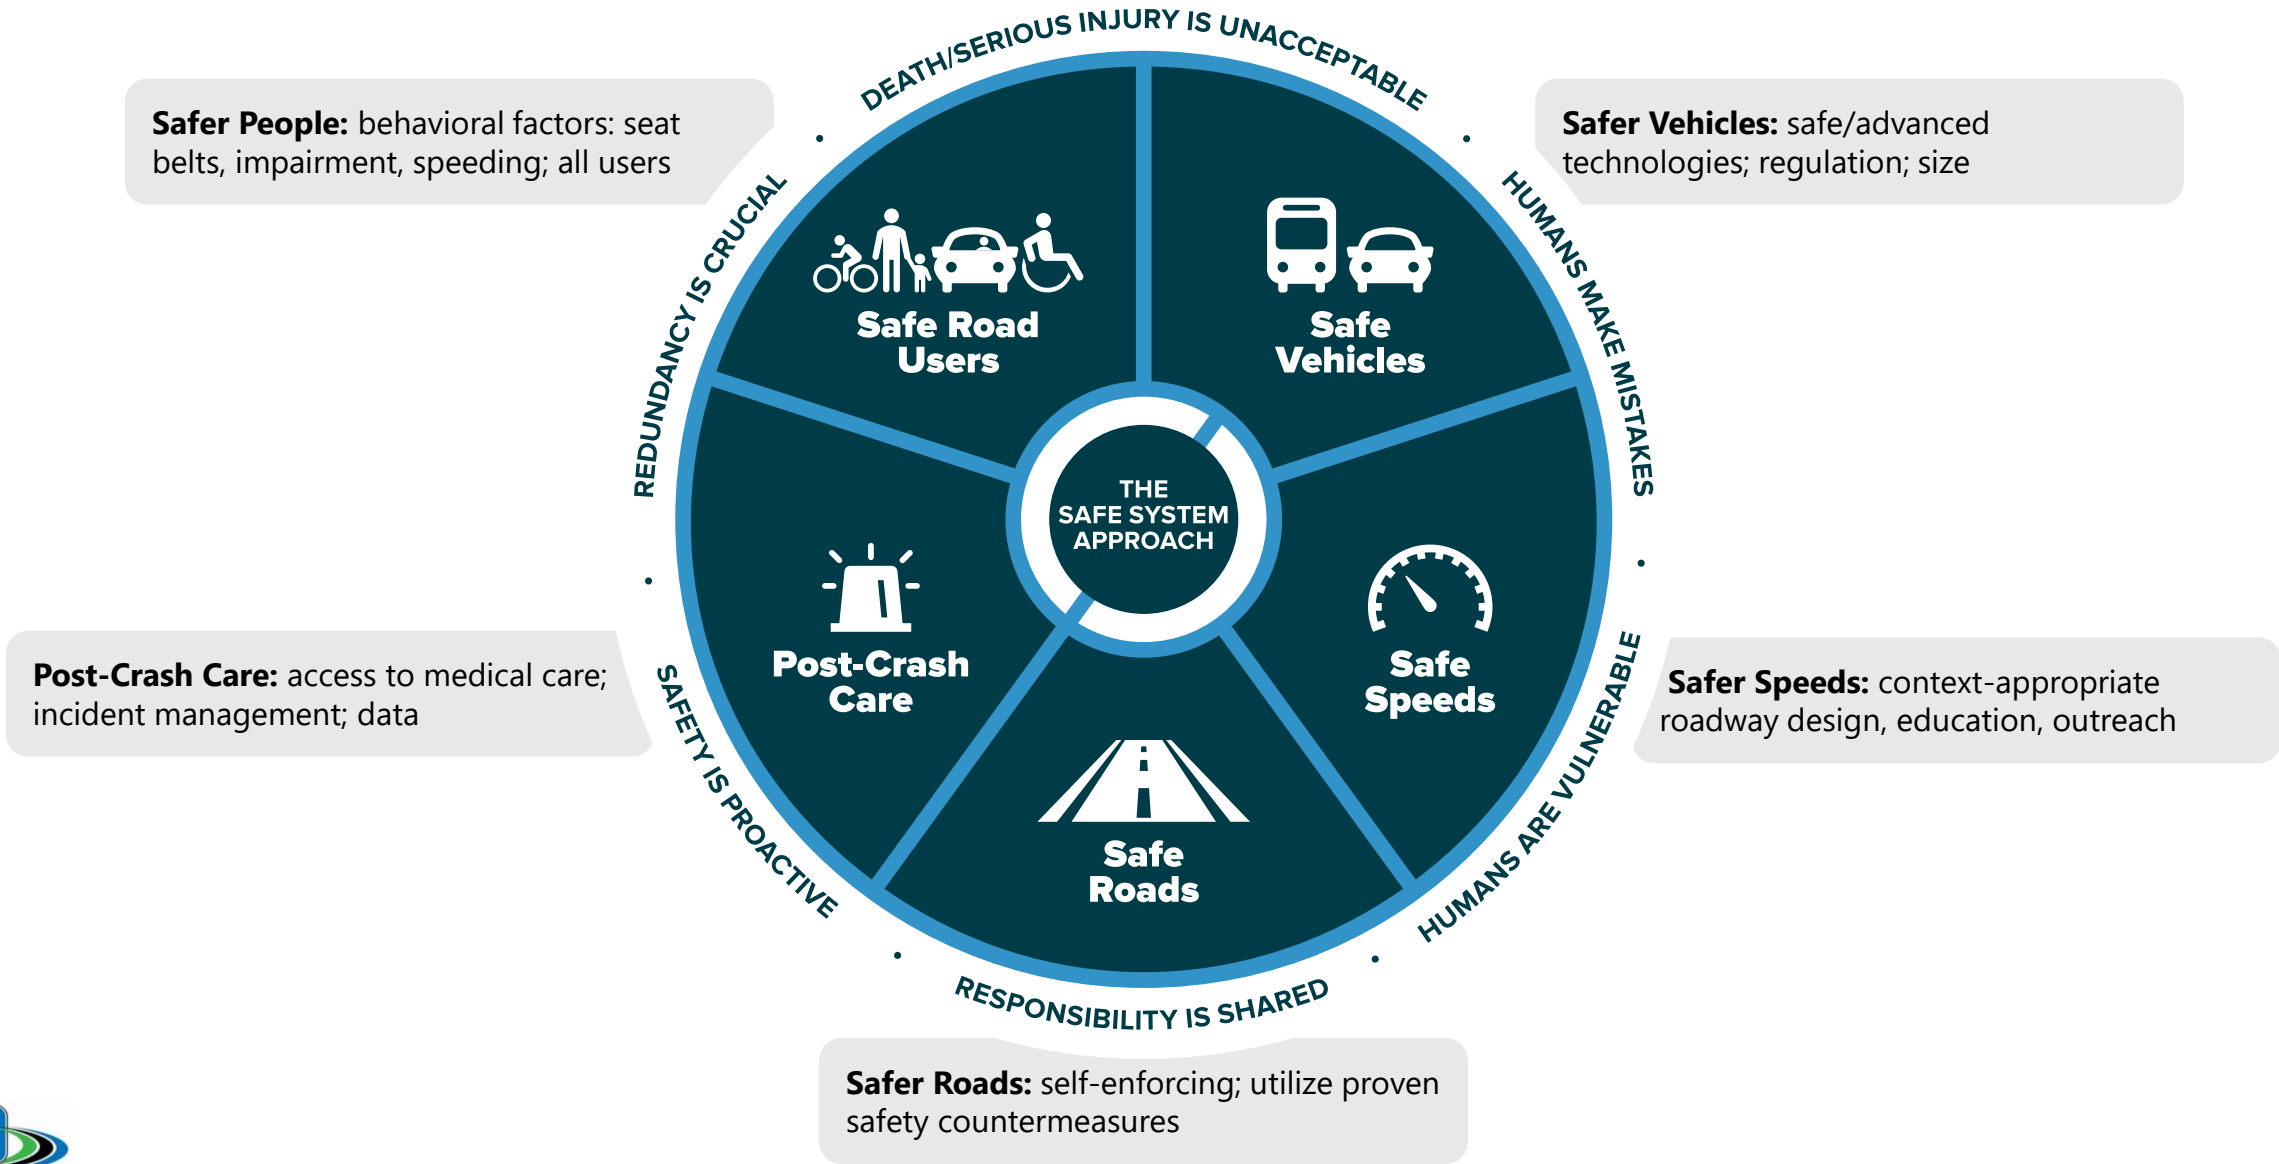 DEATH/SERIOUS INJURY IS UNACCEPTABLE
HUMANS MAKE MISTAKES
HUMANS ARE VULNERABLE
RESPONSIBILITY IS SHARED
SAFETY IS PROACTIVE
REDUNDANCY IS CRUCIAL
Safer People: behavioral factors: seat
belts, impairment, speeding; all users
Safer Vehicles: safe/advanced
technologies; regulation; size
Safe Road
Users
Safe
Vehicles
THE
SAFE SYSTEM
APPROACH
Post-Crash
Care
Safe
Speeds
Safe
Roads
Post-Crash Care: access to medical care;
incident management; data
Safer Speeds: context-appropriate
roadway design, education, outreach
Safer Roads: self-enforcing; utilize proven
safety countermeasures